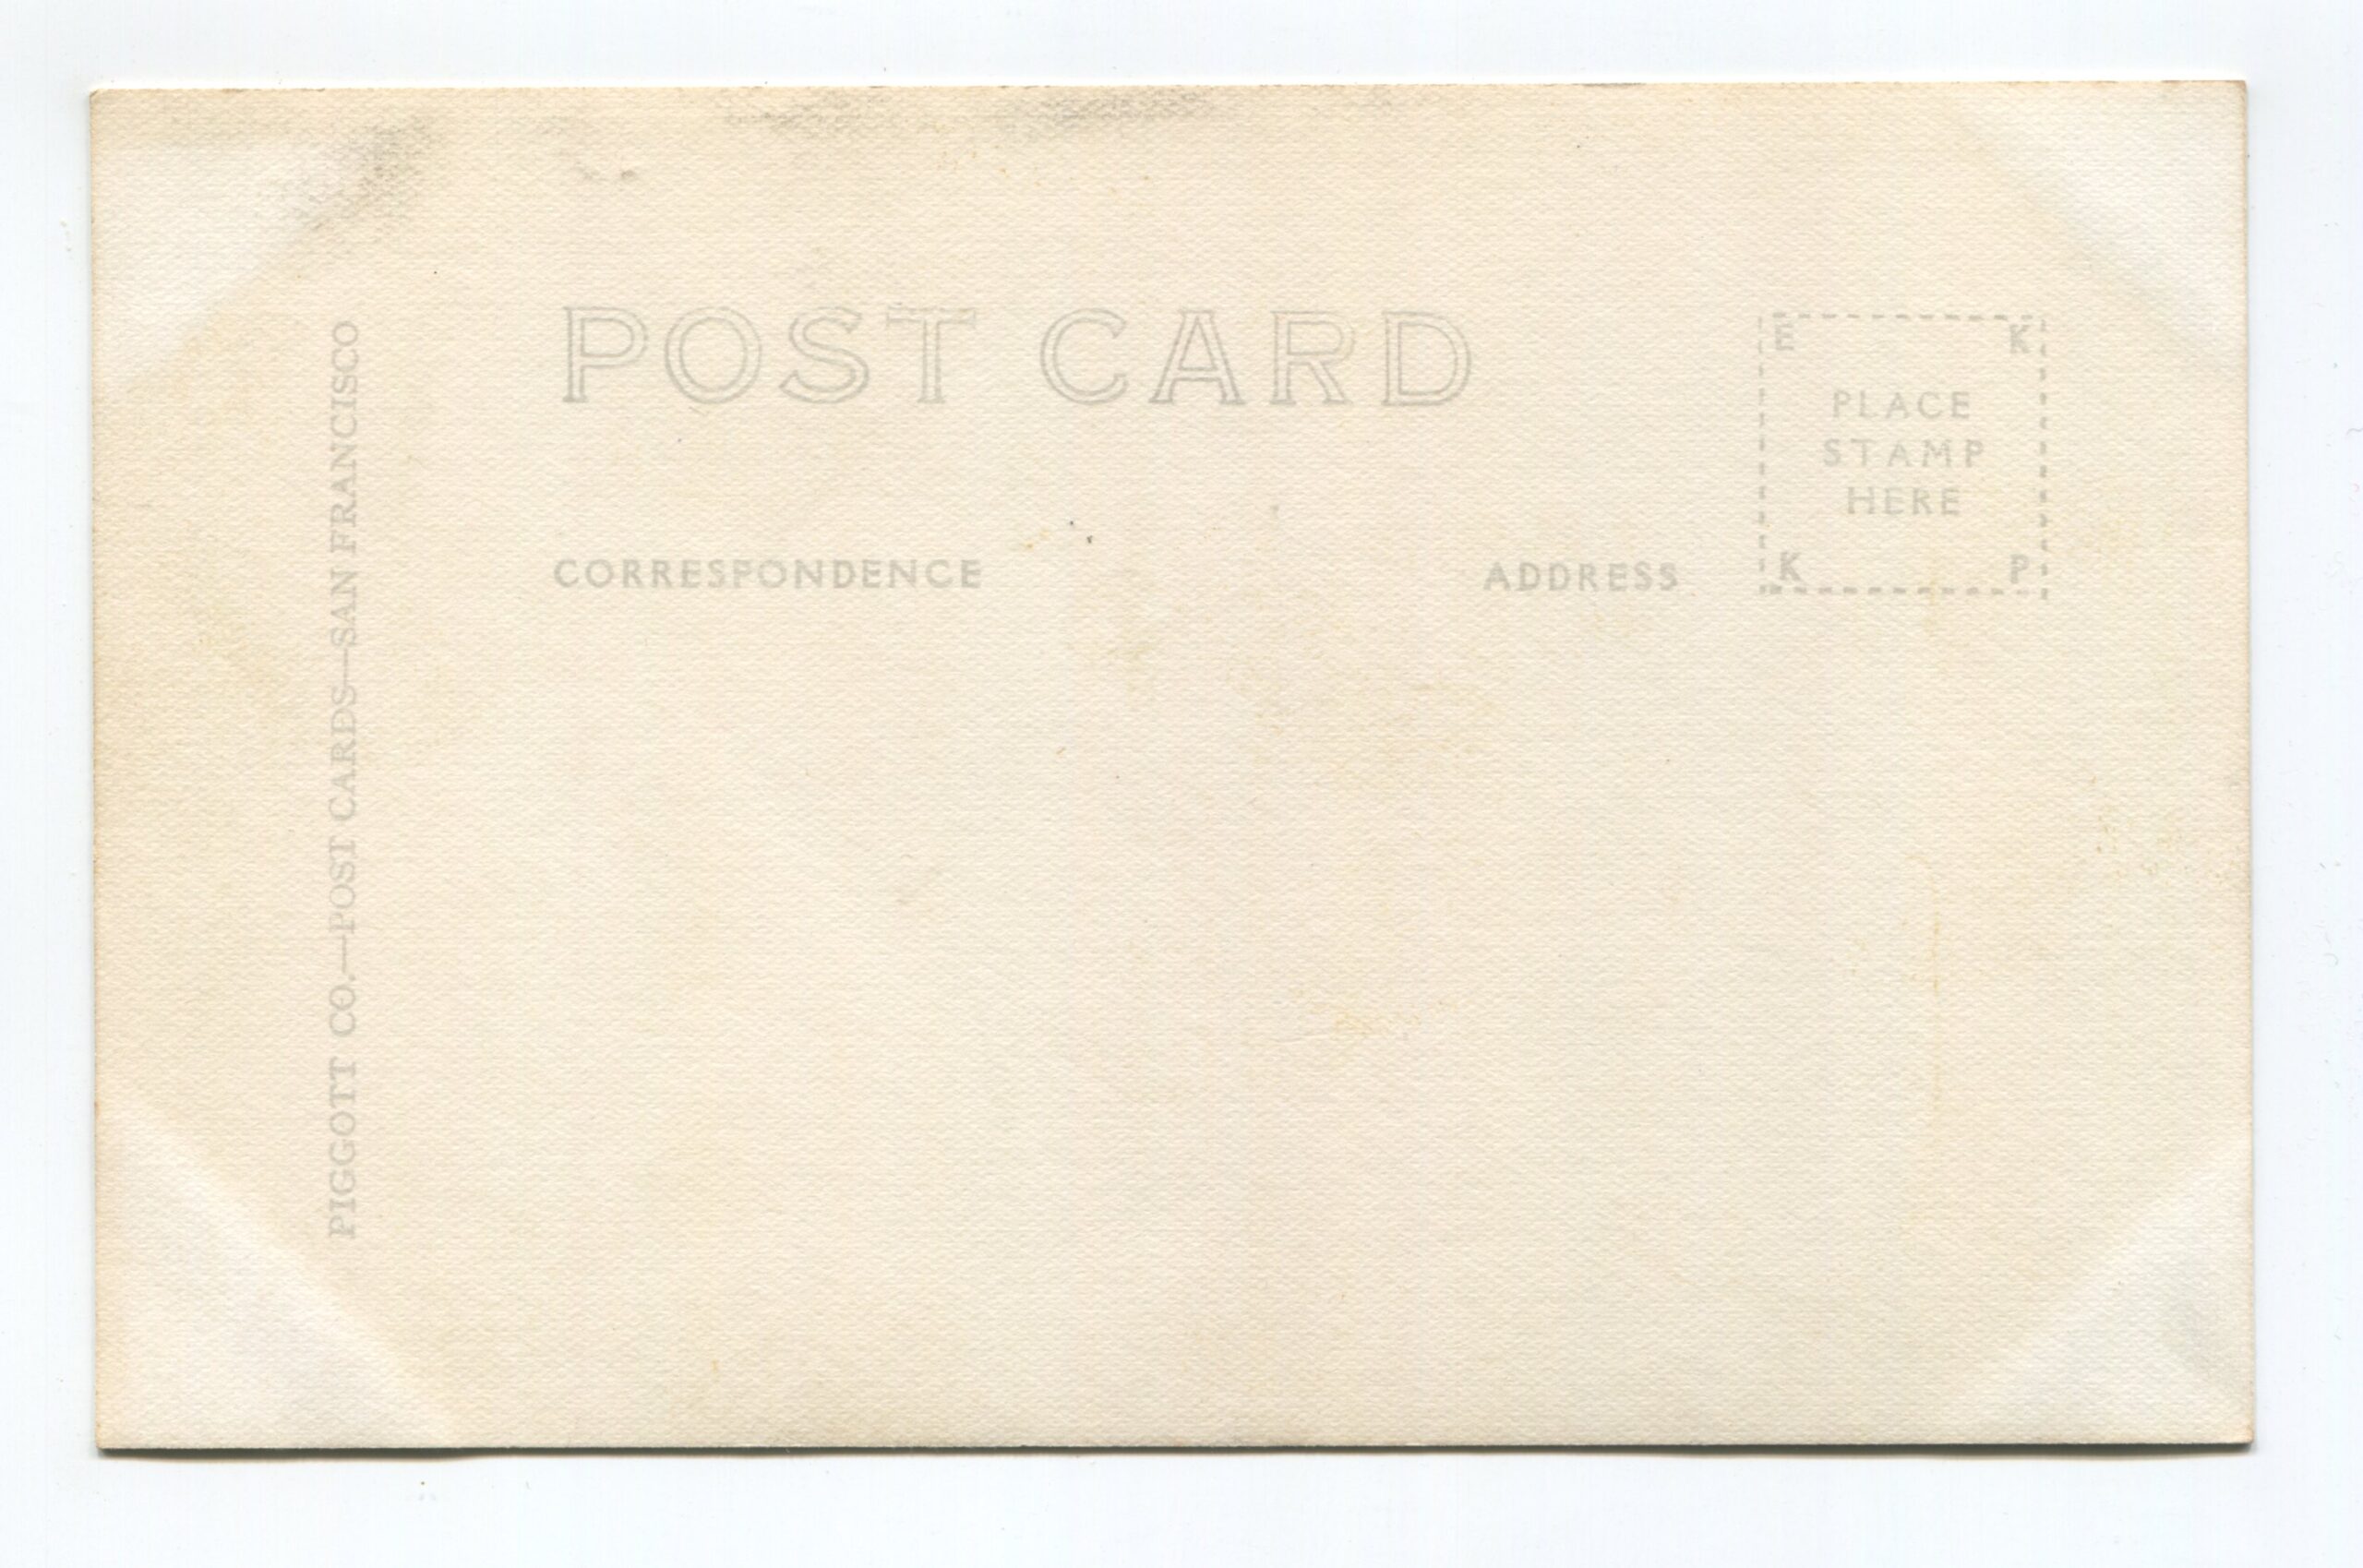 POST CARD
E K
PLACE
STAMP
HERE
K P
CORRESPONDENCE
ADDRESS
PIGGOTT CO.—POST CARDS—SAN FRANCISCO